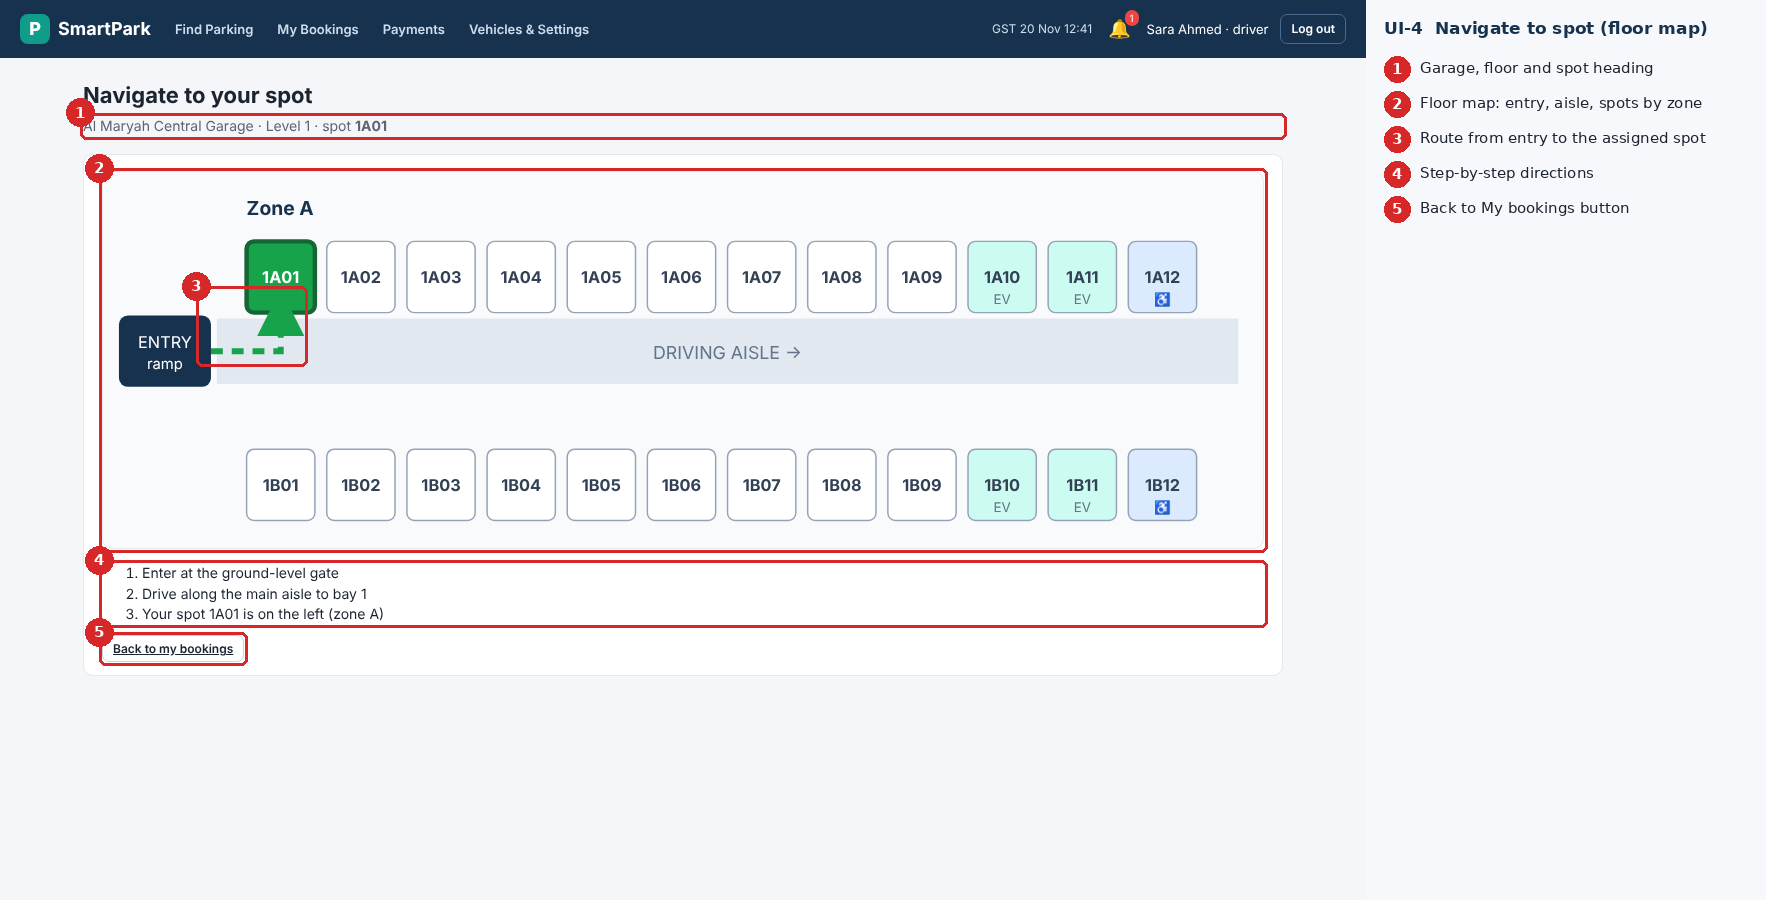 P SmartPark Find Parking My Bookings Payments Vehicles & Settings GST 20 Nov 12:41 1 Sara Ahmed · driver Log out
Navigate to your spot
1
Al Maryah Central Garage · Level 1 · spot 1A01
2
Zone A
1A01 1A02 1A03 1A04 1A05 1A06 1A07 1A08 1A09 1A10 1A11 1A12
EV EV ♿
3
ENTRY
ramp
DRIVING AISLE →
1B01 1B02 1B03 1B04 1B05 1B06 1B07 1B08 1B09 1B10 1B11 1B12
EV EV ♿
4
1. Enter at the ground-level gate
2. Drive along the main aisle to bay 1
3. Your spot 1A01 is on the left (zone A)
5
Back to my bookings
UI-4 Navigate to spot (floor map)
1 Garage, floor and spot heading
2 Floor map: entry, aisle, spots by zone
3 Route from entry to the assigned spot
4 Step-by-step directions
5 Back to My bookings button